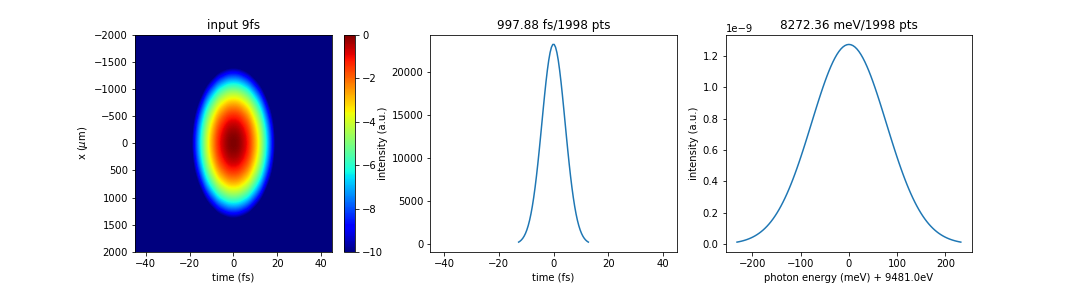 input 9fs
x (μm)
−2000
−1500
−1000
−500
0
500
1000
1500
2000
−40 −20 0 20 40
time (fs)
0
−2
−4
−6
−8
−10
997.88 fs/1998 pts
intensity (a.u.)
20000
15000
10000
5000
0
−40 −20 0 20 40
time (fs)
8272.36 meV/1998 pts
1e−9
intensity (a.u.)
1.2
1.0
0.8
0.6
0.4
0.2
0.0
−200 −100 0 100 200
photon energy (meV) + 9481.0eV